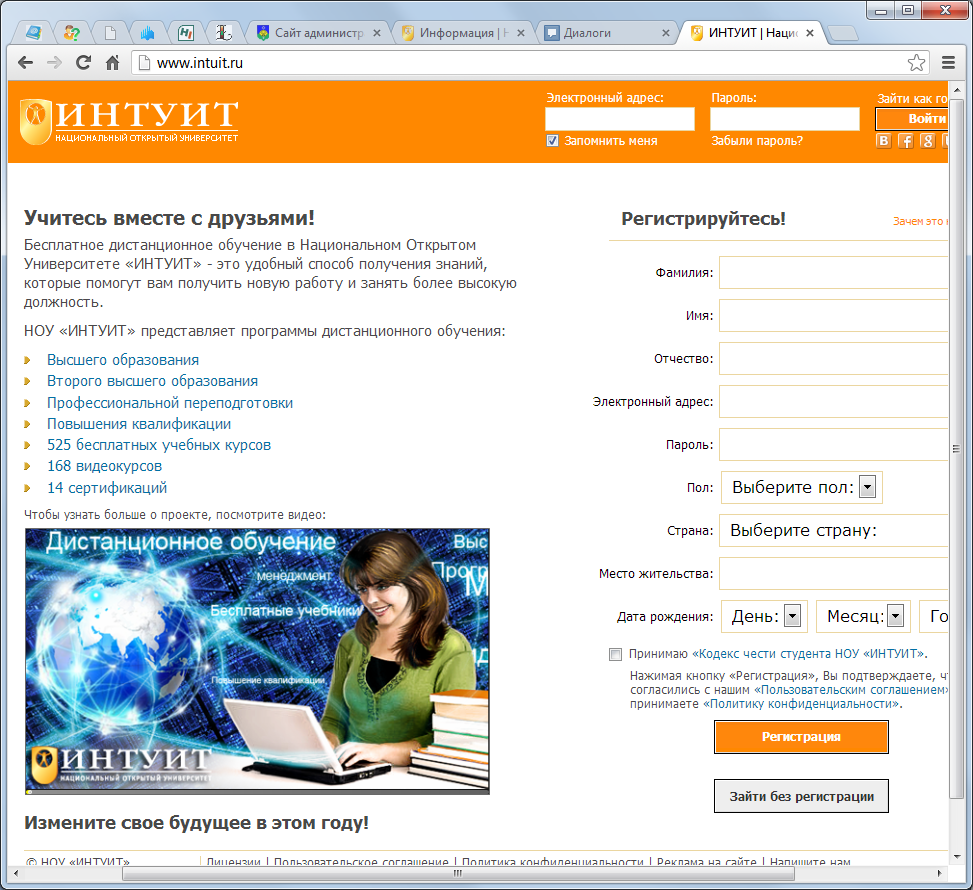 Сайт администр
Информация | Н
Диалоги
ИНТУИТ | Наци
www.intuit.ru
ИНТУИТ
НАЦИОНАЛЬНЫЙ ОТКРЫТЫЙ УНИВЕРСИТЕТ
Электронный адрес:
Пароль:
Зайти как го
Войти
Запомнить меня
Забыли пароль?
Учитесь вместе с друзьями!
Бесплатное дистанционное обучение в Национальном Открытом
Университете «ИНТУИТ» - это удобный способ получения знаний,
которые помогут вам получить новую работу и занять более высокую
должность.
НОУ «ИНТУИТ» представляет программы дистанционного обучения:
Высшего образования
Второго высшего образования
Профессиональной переподготовки
Повышения квалификации
525 бесплатных учебных курсов
168 видеокурсов
14 сертификаций
Чтобы узнать больше о проекте, посмотрите видео:
Дистанционное обучение
Выс
менеджмент
Прогр
Бесплатные учебники
Повышение квалификации
ИНТУИТ
НАЦИОНАЛЬНЫЙ ОТКРЫТЫЙ УНИВЕРСИТЕТ
Измените свое будущее в этом году!
Регистрируйтесь!
Зачем это
Фамилия:
Имя:
Отчество:
Электронный адрес:
Пароль:
Пол: Выберите пол:
Страна: Выберите страну:
Место жительства:
Дата рождения: День: Месяц: Го
Принимаю «Кодекс чести студента НОУ «ИНТУИТ».
Нажимая кнопку «Регистрация», Вы подтверждаете, ч
согласились с нашим «Пользовательским соглашением»
принимаете «Политику конфиденциальности».
Регистрация
Зайти без регистрации
© НОУ «ИНТУИТ» | Лицензии | Пользовательское соглашение | Политика конфиденциальности | Реклама на сайте | Напишите нам